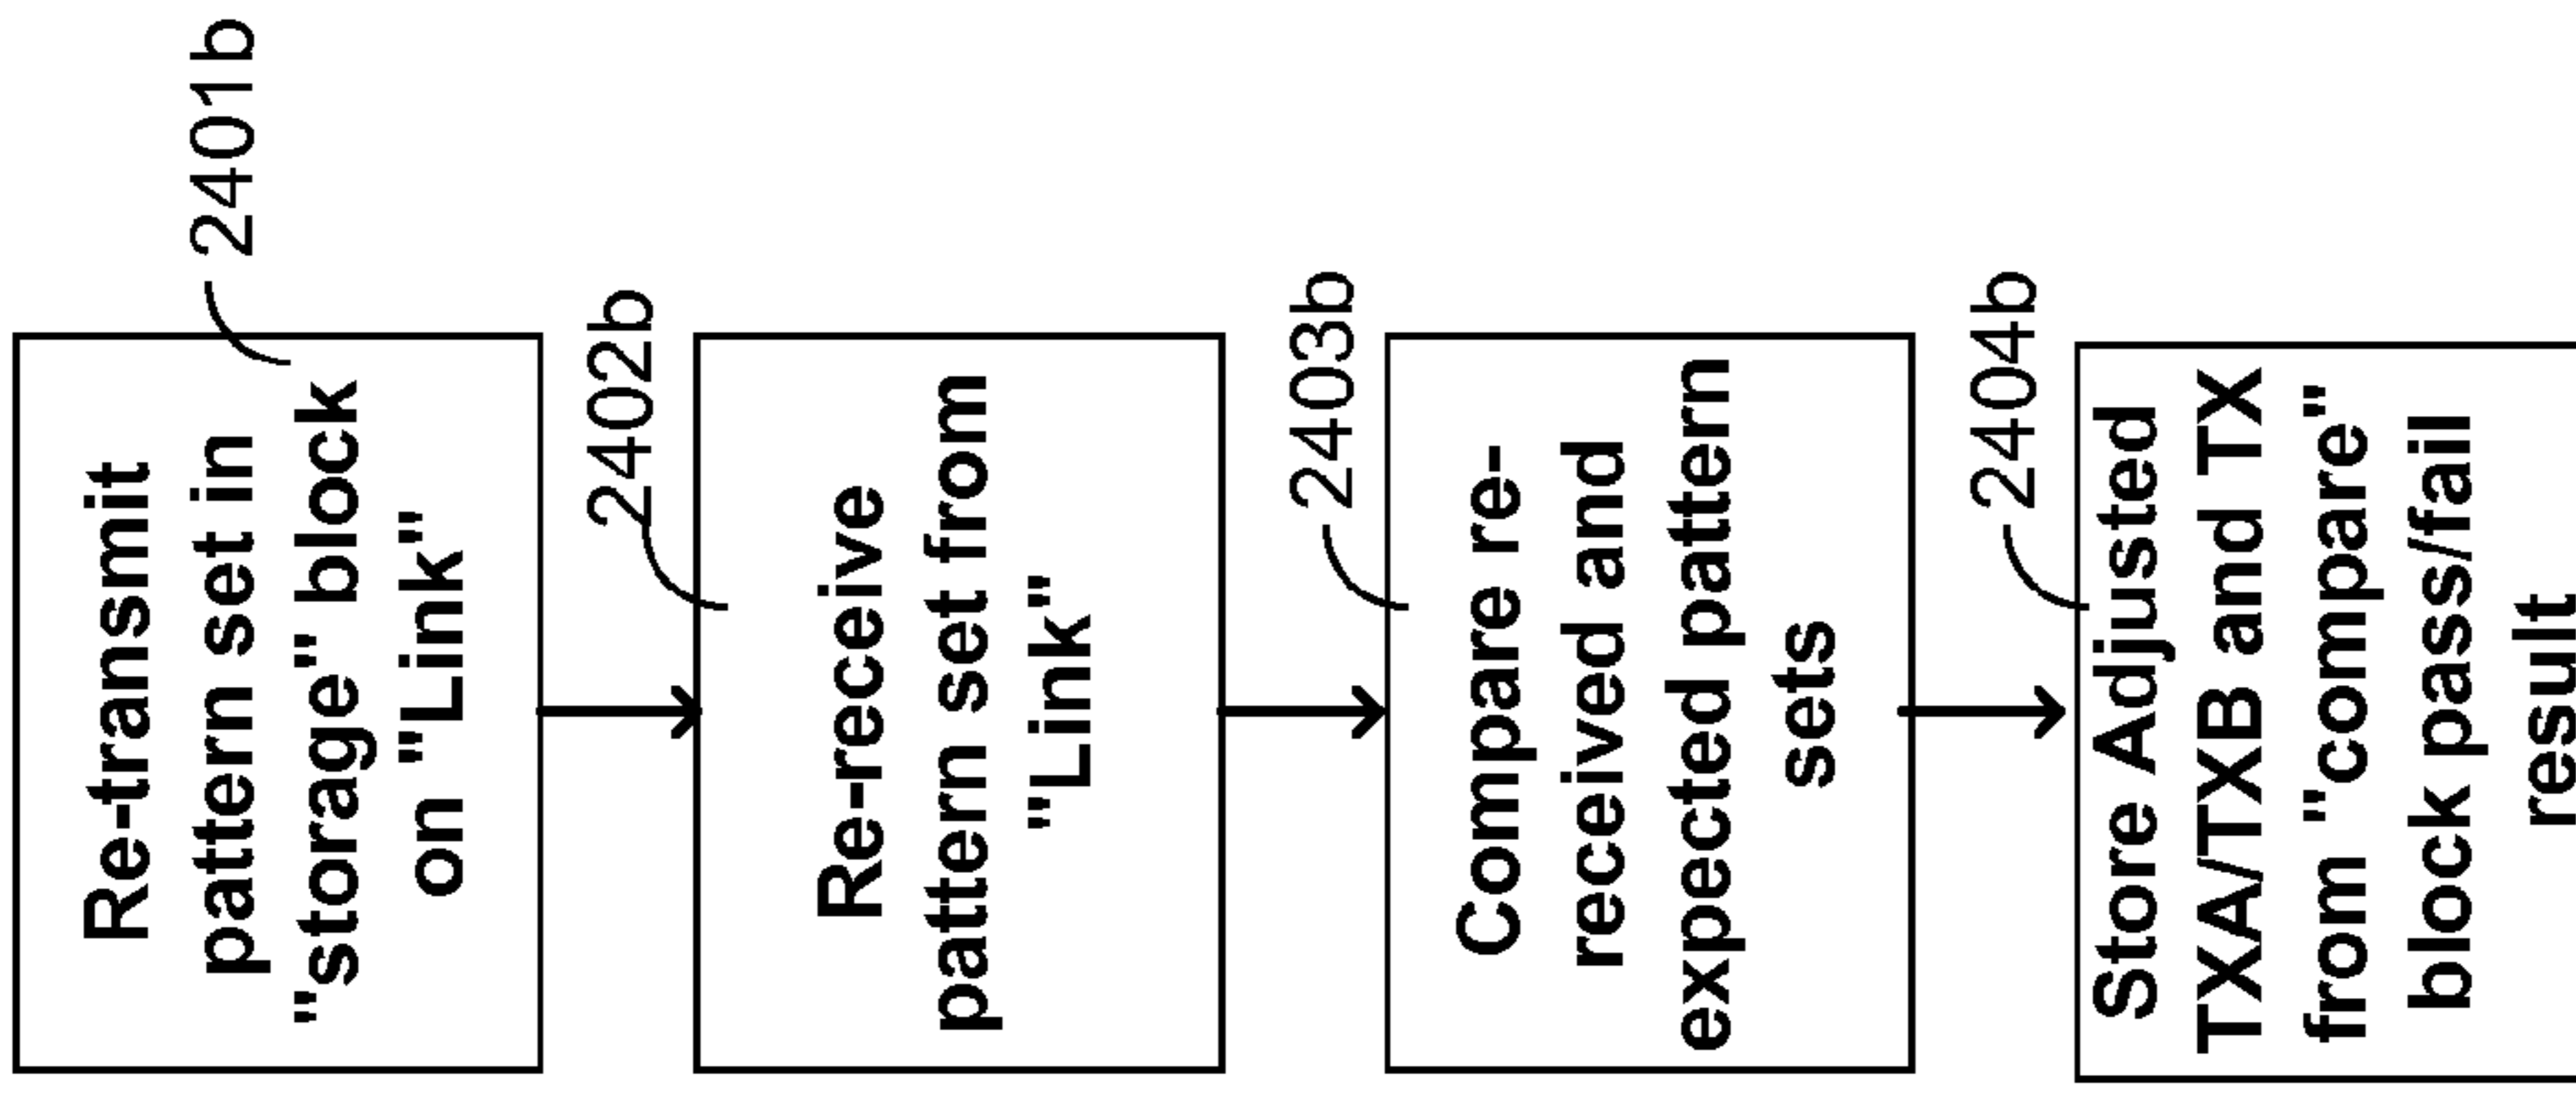 Re-transmit
pattern set in
"storage" block
on "Link"
2401b
Re-receive
pattern set from
"Link"
2402b
Compare re-
received and
expected pattern
sets
2403b
Store Adjusted
TXA/TXB and TX
from "compare"
block pass/fail
result
2404b